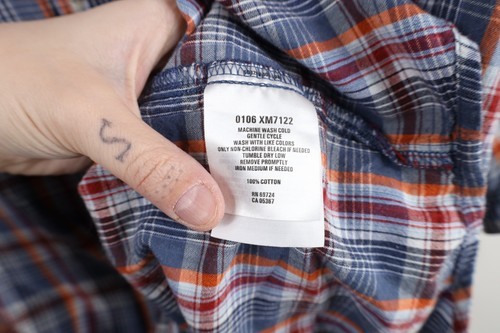 0106 XM7122
MACHINE WASH COLD
GENTLE CYCLE
WASH WITH LIKE COLORS
ONLY NON-CHLORINE BLEACH IF NEEDED
TUMBLE DRY LOW
REMOVE PROMPTLY
IRON MEDIUM IF NEEDED
100% COTTON
RN 69724
CA 05367
S